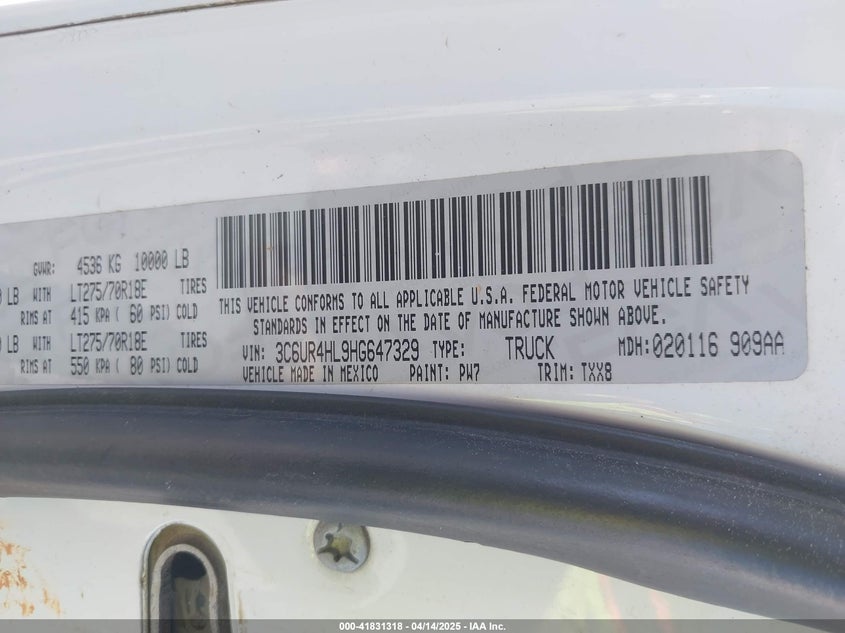 GVWR: 4536 KG 10000 LB
LB WITH LT275/70R18E TIRES
RIMS AT 415 KPA ( 60 PSI) COLD
LB WITH LT275/70R18E TIRES
RIMS AT 550 KPA ( 80 PSI) COLD
THIS VEHICLE CONFORMS TO ALL APPLICABLE U.S.A. FEDERAL MOTOR VEHICLE SAFETY
STANDARDS IN EFFECT ON THE DATE OF MANUFACTURE SHOWN ABOVE.
VIN: 3C6UR4HL9HG647329 TYPE: TRUCK MDH:020116 909AA
VEHICLE MADE IN MEXICO PAINT: PW7 TRIM: TXX8
000-41831318 - 04/14/2025 - IAA Inc.